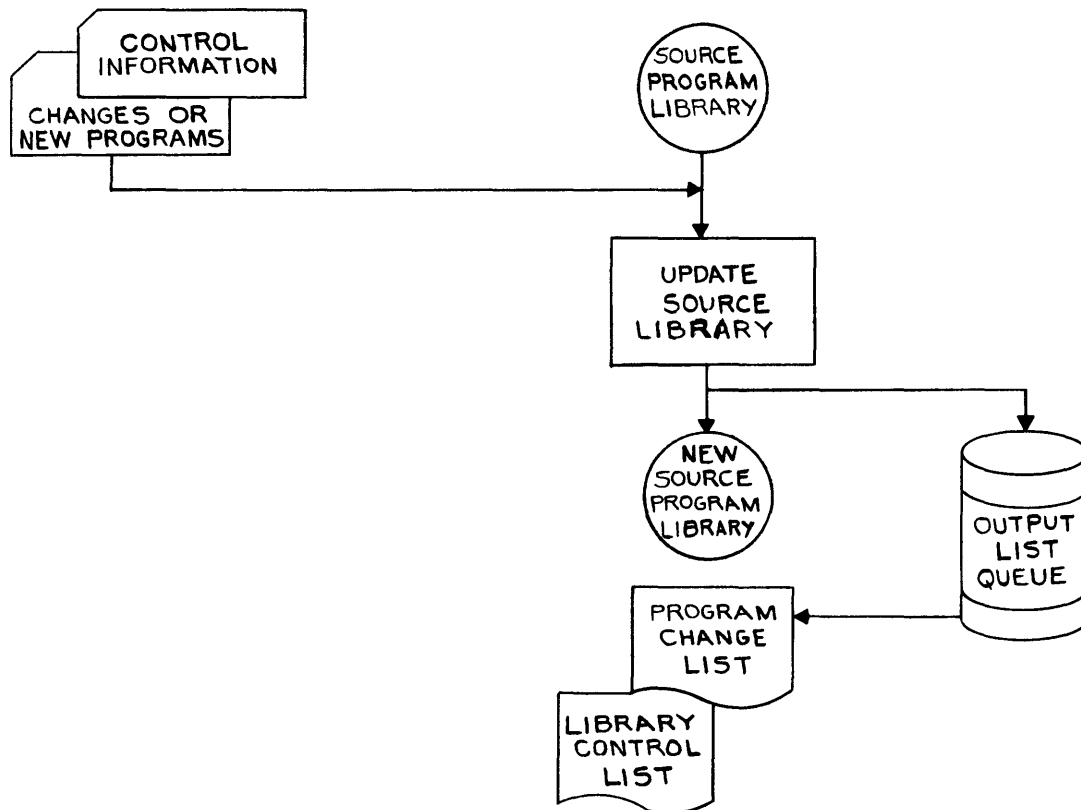 CONTROL
INFORMATION
CHANGES OR
NEW PROGRAMS
SOURCE
PROGRAM
LIBRARY
UPDATE
SOURCE
LIBRARY
NEW
SOURCE
PROGRAM
LIBRARY
OUTPUT
LIST
QUEUE
PROGRAM
CHANGE
LIST
LIBRARY
CONTROL
LIST